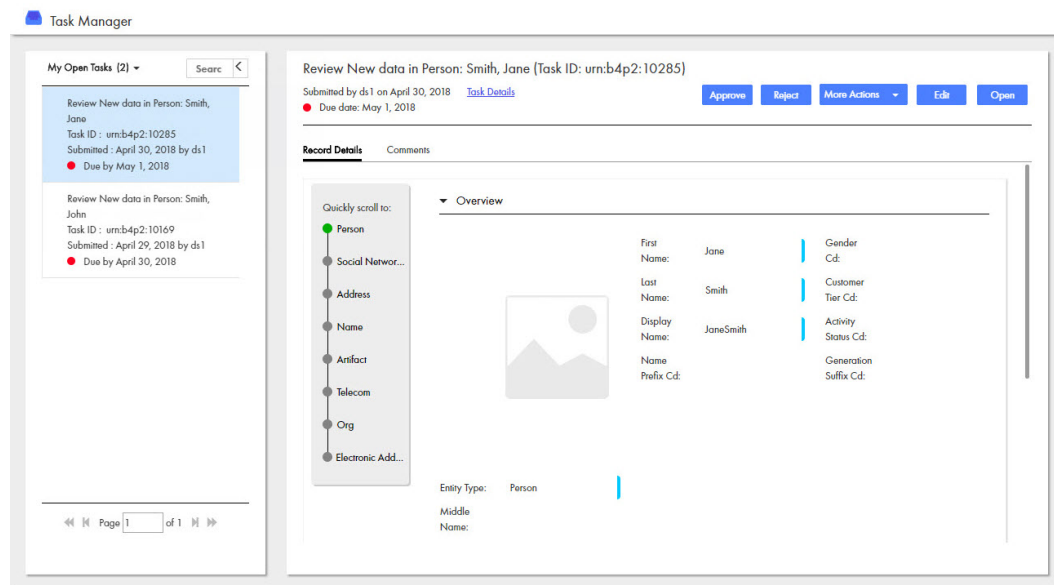 Task Manager
My Open Tasks (2)
Searc
Review New data in Person: Smith,
Jane
Task ID : urn:b4p2:10285
Submitted : April 30, 2018 by ds1
Due by May 1, 2018
Review New data in Person: Smith,
John
Task ID : urn:b4p2:10169
Submitted : April 29, 2018 by ds1
Due by April 30, 2018
Page 1 of 1
Review New data in Person: Smith, Jane (Task ID: urn:b4p2:10285)
Submitted by ds1 on April 30, 2018 Task Details
Due date: May 1, 2018
Approve Reject More Actions Edit Open
Record Details Comments
Quickly scroll to:
Person
Social Networ...
Address
Name
Artifact
Telecom
Org
Electronic Add...
Overview
First
Name:
Jane
Last
Name:
Smith
Display
Name:
JaneSmith
Name
Prefix Cd:
Gender
Cd:
Customer
Tier Cd:
Activity
Status Cd:
Generation
Suffix Cd:
Entity Type: Person
Middle
Name: